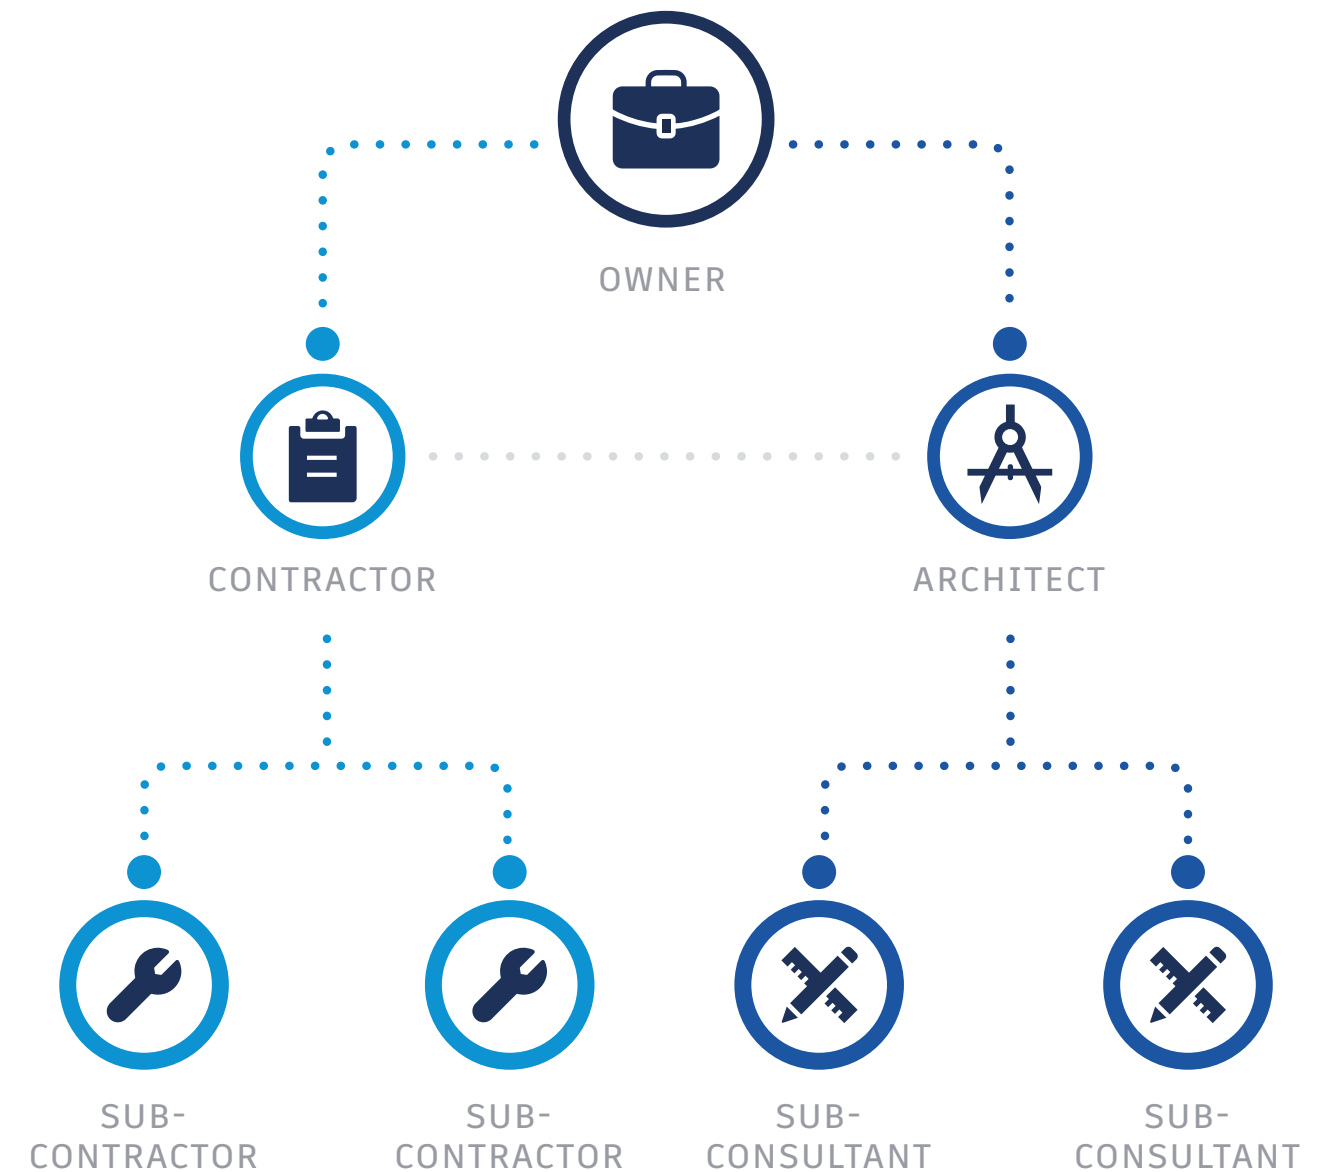 OWNER
CONTRACTOR
ARCHITECT
SUB-
CONTRACTOR
SUB-
CONTRACTOR
SUB-
CONSULTANT
SUB-
CONSULTANT